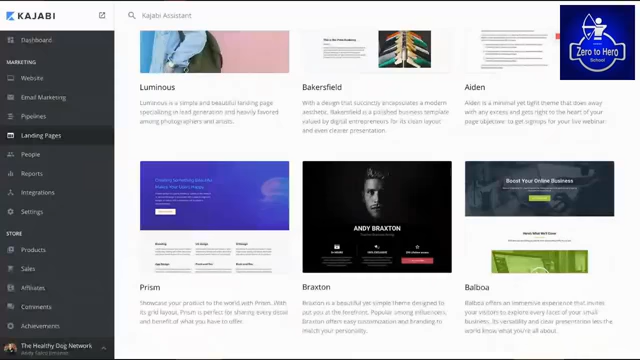 KAJABI
Kajabi Assistant
Zero to Hero
School
Dashboard
MARKETING
Website
Email Marketing
Pipelines
Landing Pages
People
Reports
Integrations
Settings
STORE
Products
Sales
Affiliates
Comments
Achievements
The Healthy Dog Network
Luminous
Luminous is a simple and beautiful landing page
specializing in lead generation and heavily favored
among photographers and artists.
Bakersfield
With a design that succinctly encapsulates a modern
aesthetic, Bakersfield is a polished business template
valued by digital entrepreneurs for its clean layout
and even clearer presentation.
Aiden
Aiden is a minimal yet tight theme that does away
with any excess and gets right to the heart of your
page objective: to get signups for your live webinar.
ANDY BRAXTON
Boost Your Online Business
Here's What We'll Cover
Prism
Showcase your product to the world with Prism. With
its grid layout, Prism is perfect for sharing every detail
and benefit of what you have to offer.
Braxton
Braxton is a beautiful yet simple theme designed to
put you at the forefront. Popular among influencers,
Braxton offers easy customization and branding to
match your personality.
Balboa
Balboa offers an immersive experience that invites
your visitors to explore every facet of your small
business. Its versatility and clear presentation lets the
world know what you're all about.